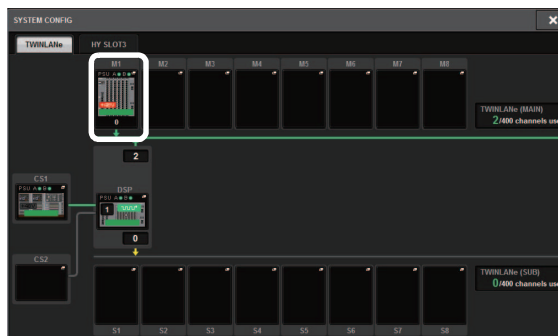 SYSTEM CONFIG
TWINLANe HY SLOT3
M1 M2 M3 M4 M5 M6 M7 M8
PSU A B
0
TWINLANe (MAIN)
2/400 channels use
2
CS1
PSU A B
DSP
PSU A B
1
0
CS2
TWINLANe (SUB)
0/400 channels use
S1 S2 S3 S4 S5 S6 S7 S8